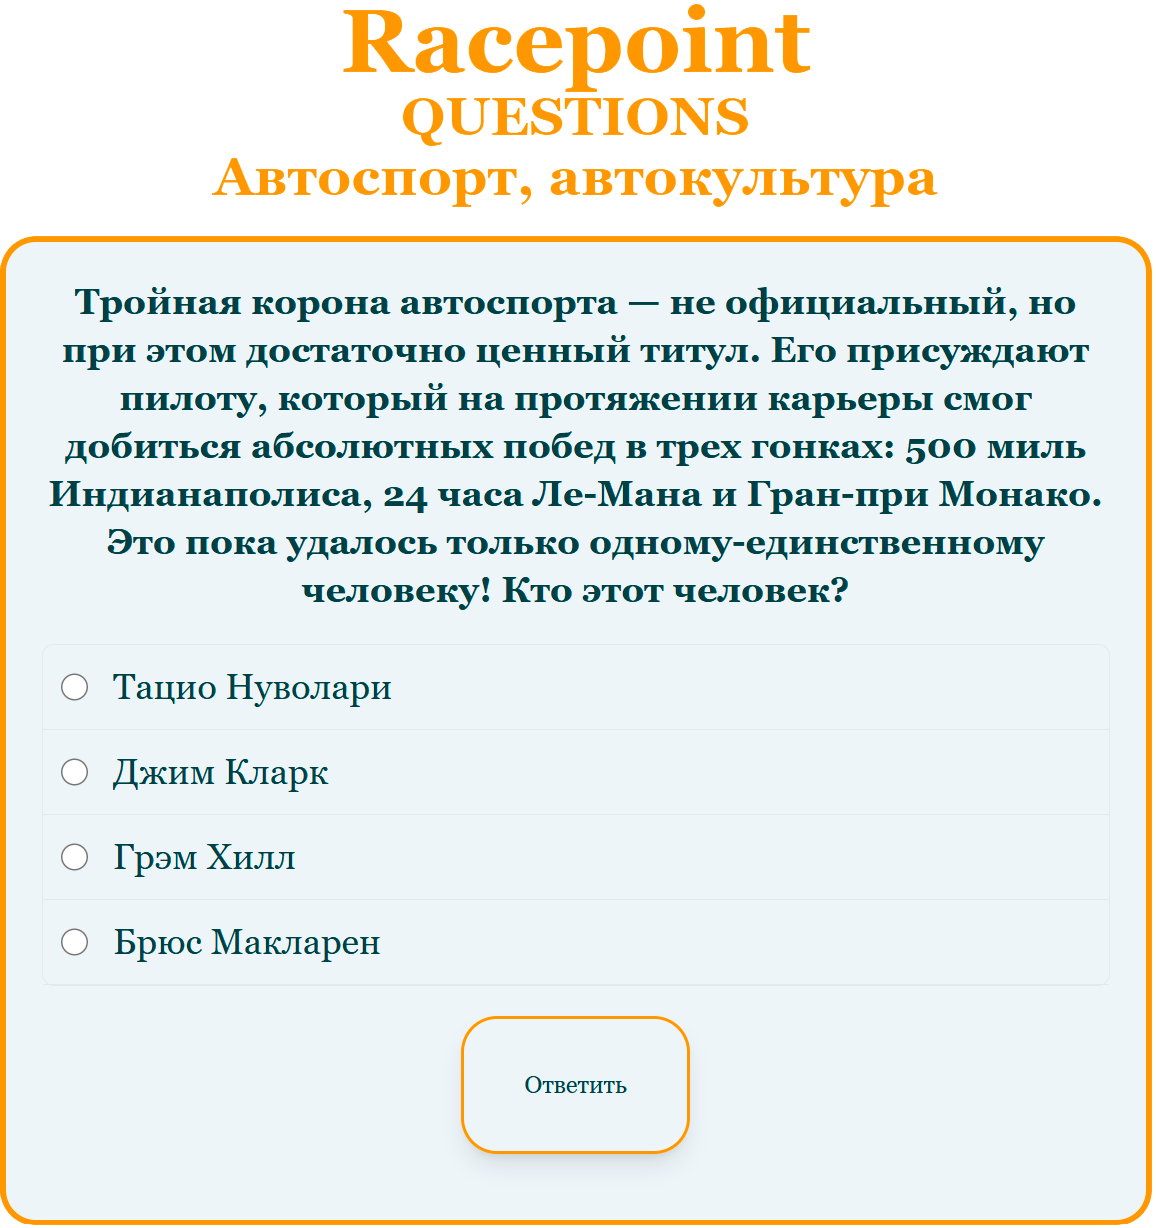 Racepoint
QUESTIONS
Автоспорт, автокультура
Тройная корона автоспорта — не официальный, но
при этом достаточно ценный титул. Его присуждают
пилоту, который на протяжении карьеры смог
добиться абсолютных побед в трех гонках: 500 миль
Индианаполиса, 24 часа Ле-Мана и Гран-при Монако.
Это пока удалось только одному-единственному
человеку! Кто этот человек?
Тацио Нуволари
Джим Кларк
Грэм Хилл
Брюс Макларен
Ответить